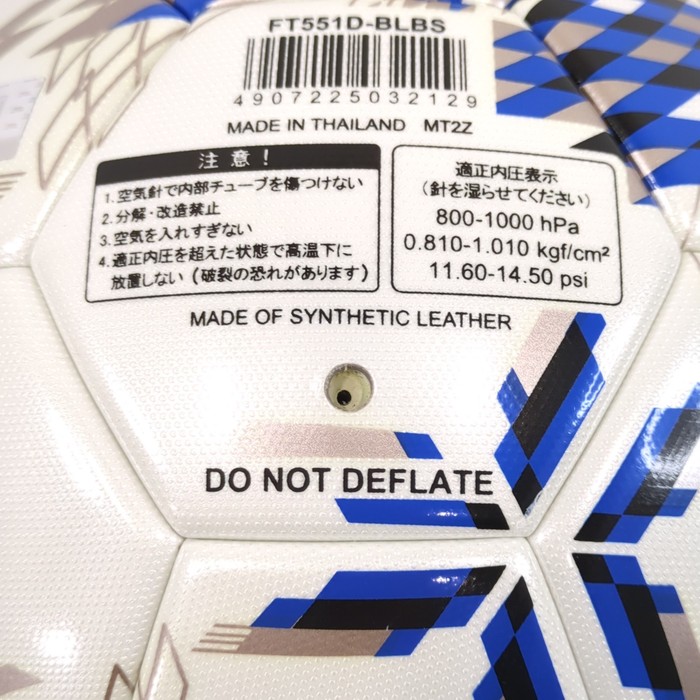 FT551D-BLBS
4907225032129
MADE IN THAILAND MT2Z
注意！
1.空気針で内部チューブを傷つけない
2.分解・改造禁止
3.空気を入れすぎない
4.適正内圧を超えた状態で高温下に
放置しない（破裂の恐れがあります）
適正内圧表示
（針を湿らせてください）
800-1000 hPa
0.810-1.010 kgf/cm²
11.60-14.50 psi
MADE OF SYNTHETIC LEATHER
DO NOT DEFLATE